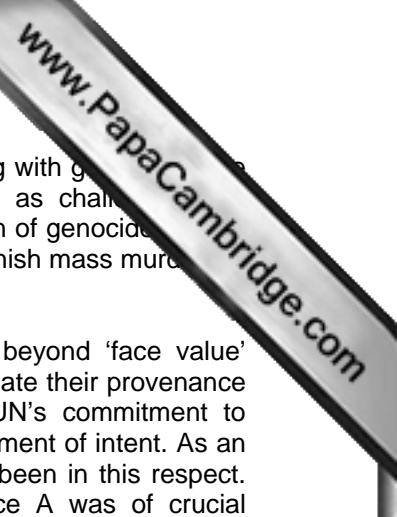 www.PapaCambridge.com
g with g
as chal
n of genocid
nish mass mur
beyond ‘face value’
ate their provenance
UN’s commitment to
ment of intent. As an
been in this respect.
ce A was of crucial